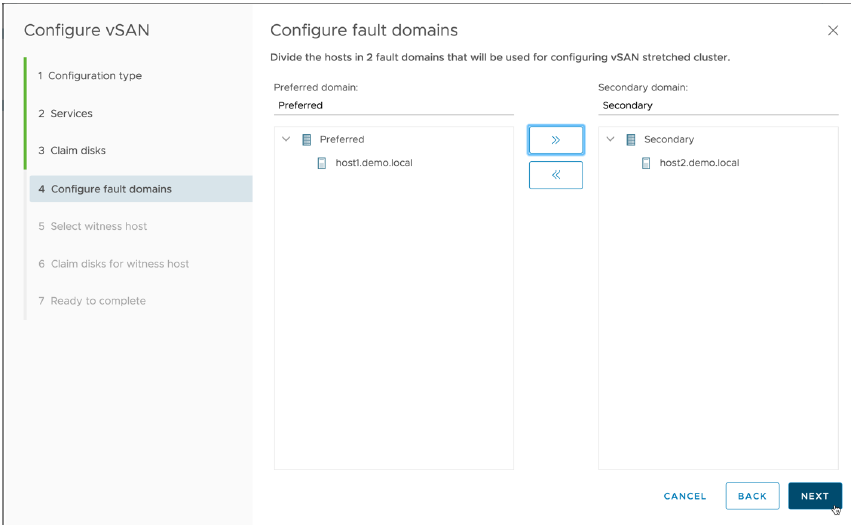 Configure vSAN
1 Configuration type
2 Services
3 Claim disks
4 Configure fault domains
5 Select witness host
6 Claim disks for witness host
7 Ready to complete
Configure fault domains
Divide the hosts in 2 fault domains that will be used for configuring vSAN stretched cluster.
Preferred domain:
Preferred
Preferred
host1.demo.local
Secondary domain:
Secondary
Secondary
host2.demo.local
CANCEL
BACK
NEXT